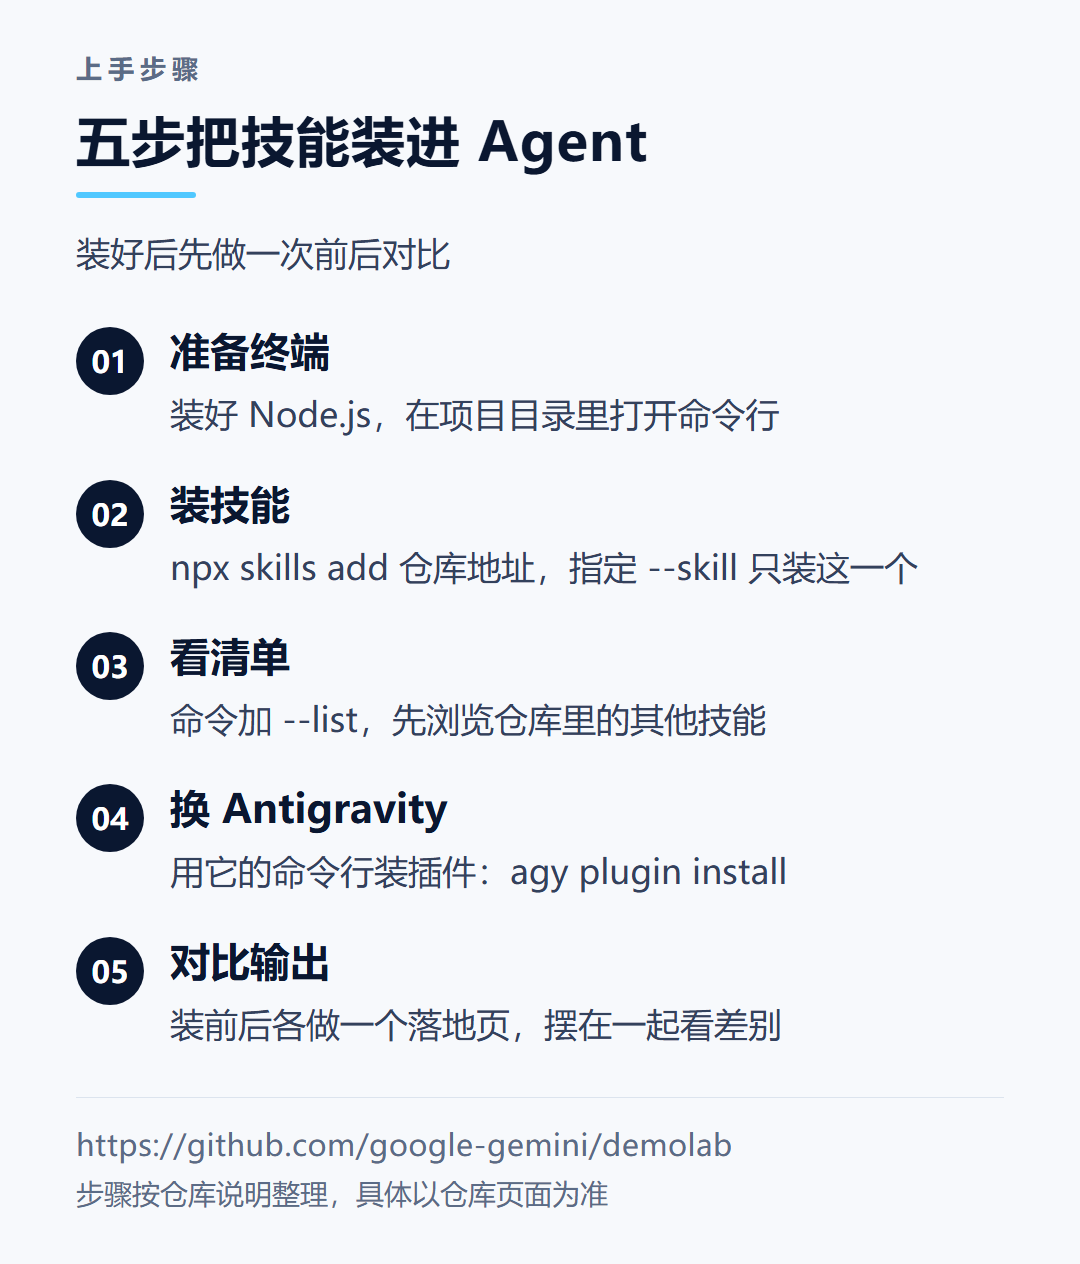 上手步骤
五步把技能装进 Agent
装好后先做一次前后对比
01
准备终端
装好 Node.js，在项目目录里打开命令行
02
装技能
npx skills add 仓库地址，指定 --skill 只装这一个
03
看清单
命令加 --list，先浏览仓库里的其他技能
04
换 Antigravity
用它的命令行装插件：agy plugin install
05
对比输出
装前后各做一个落地页，摆在一起看差别
https://github.com/google-gemini/demolab
步骤按仓库说明整理，具体以仓库页面为准